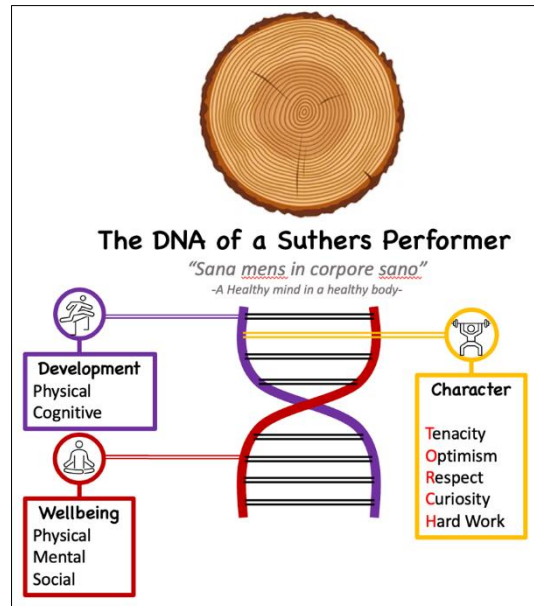 The DNA of a Suthers Performer
“Sana mens in corpore sano”
-A Healthy mind in a healthy body-
Development
Physical
Cognitive
Wellbeing
Physical
Mental
Social
Character
Tenacity
Optimism
Respect
Curiosity
Hard Work